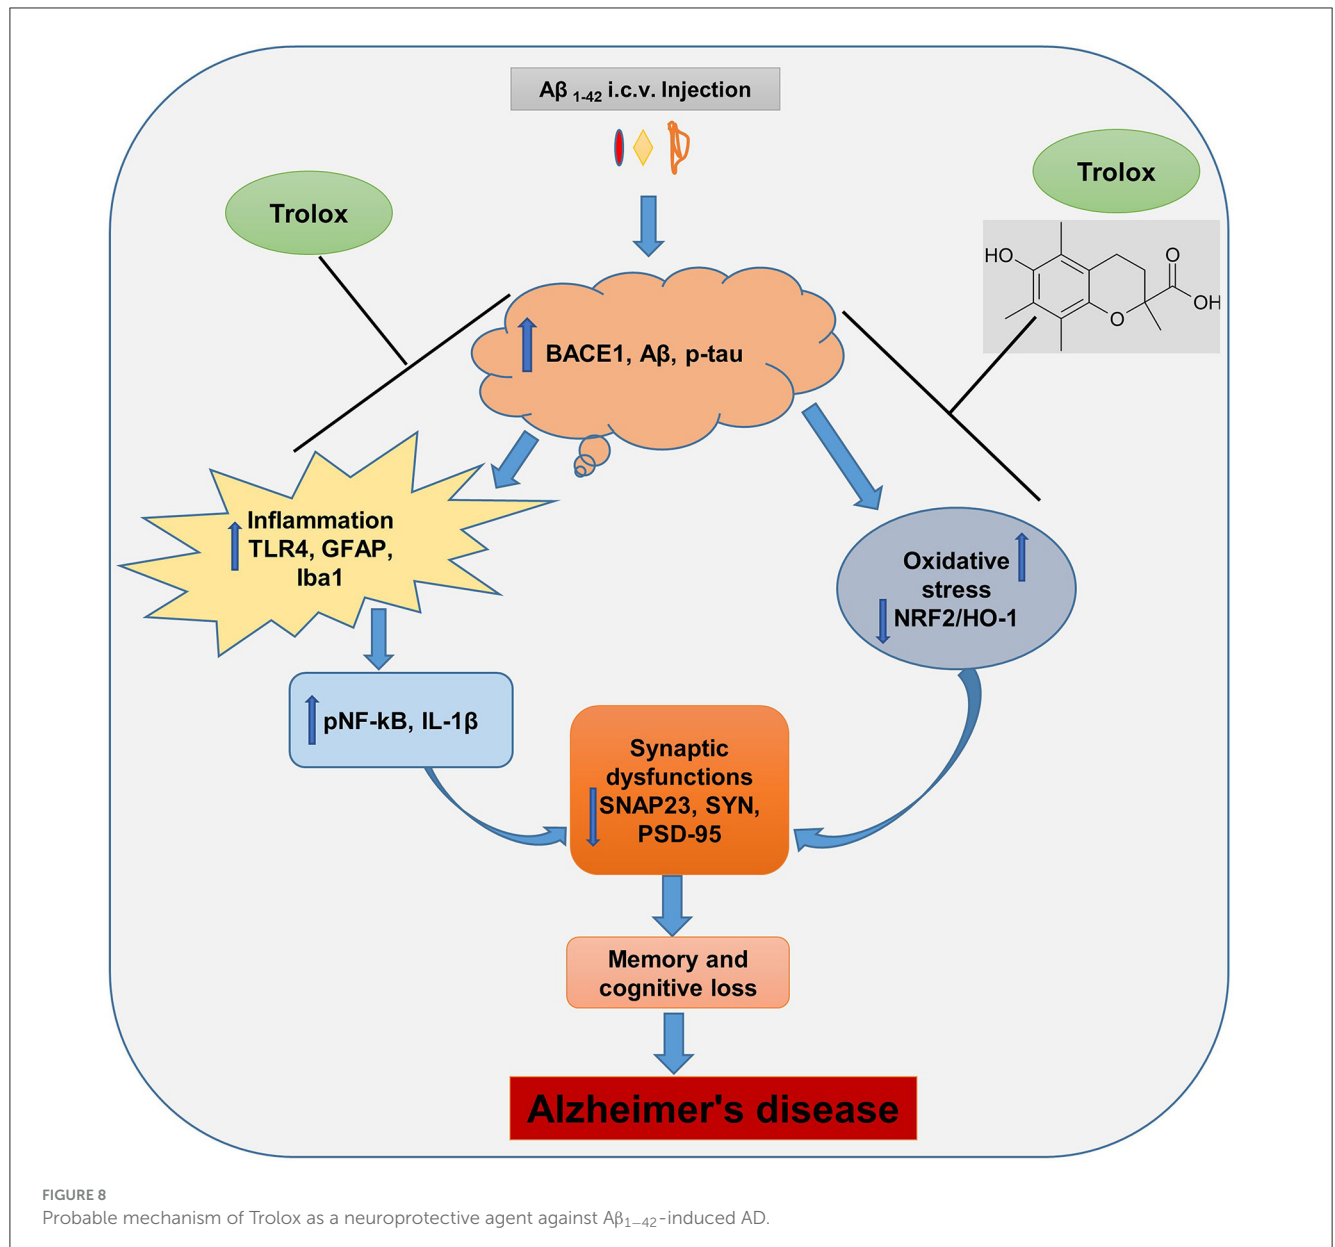 Aβ 1-42 i.c.v. Injection
Trolox
Trolox
HO
O
OH
O
BACE1, Aβ, p-tau
Inflammation
TLR4, GFAP,
Iba1
Oxidative
stress
NRF2/HO-1
pNF-kB, IL-1β
Synaptic
dysfunctions
SNAP23, SYN,
PSD-95
Memory and
cognitive loss
Alzheimer's disease
FIGURE 8
Probable mechanism of Trolox as a neuroprotective agent against Aβ1–42-induced AD.